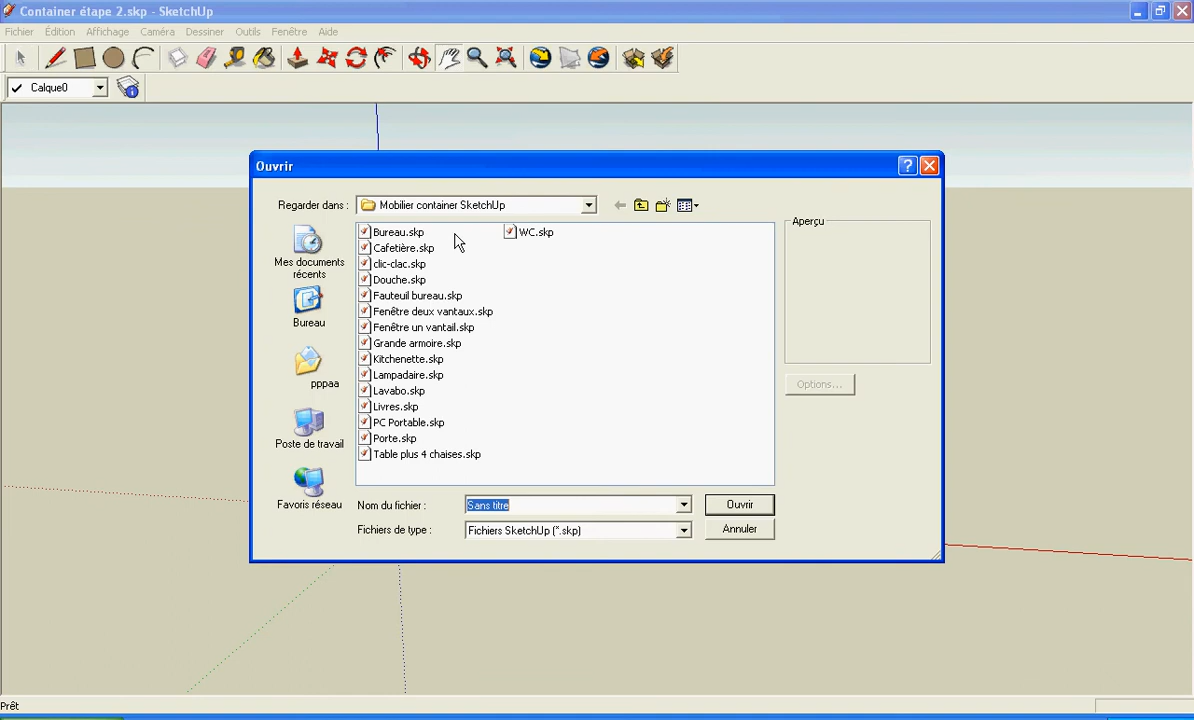 Container étape 2.skp - SketchUp
Fichier Édition Affichage Caméra Dessiner Outils Fenêtre Aide
Calque0
Ouvrir
Regarder dans : Mobilier container SketchUp
Aperçu
Mes documents récents
Bureau
pppaa
Poste de travail
Favoris réseau
Bureau.skp
Cafetière.skp
clic-clac.skp
Douche.skp
Fauteuil bureau.skp
Fenêtre deux vantaux.skp
Fenêtre un vantail.skp
Grande armoire.skp
Kitchenette.skp
Lampadaire.skp
Lavabo.skp
Livres.skp
PC Portable.skp
Porte.skp
Table plus 4 chaises.skp
WC.skp
Options...
Nom du fichier : Sans titre Ouvrir
Fichiers de type : Fichiers SketchUp (*.skp) Annuler
Prêt